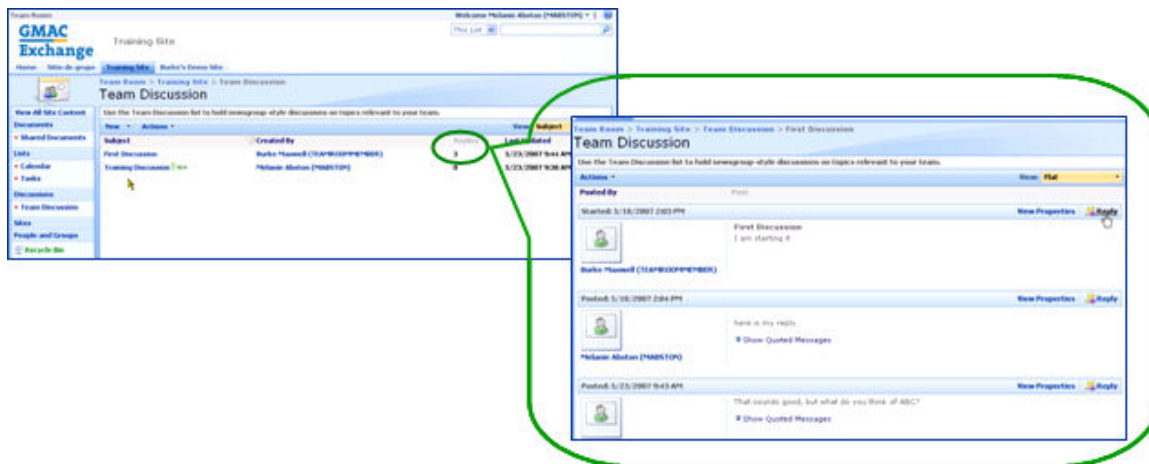 Team Room
Welcome Melanie Abston (MABSTON)
GMAC
Exchange
Training Site
This List
Home
Training Site Burke's Demo Site
Team Room > Training Site > Team Discussion
Team Discussion
View All Site Content
Use the Team Discussion list to hold newsgroup-style discussions on topics relevant to your team.
Documents
New Actions View: Subject
Shared Documents
Subject Created By Replies Last Updated
Lists
First Discussion Burke Maxwell (TEAMROOMMEMBER) 3 5/23/2007 9:44 AM
Calendar
Training Discussion Melanie Abston (MABSTON) 0 5/23/2007 9:38 AM
Tasks
Discussions
Team Discussion
Sites
People and Groups
Recycle Bin
Team Room > Training Site > Team Discussion > First Discussion
Team Discussion
Use the Team Discussion list to hold newsgroup-style discussions on topics relevant to your team.
Actions View: Flat
Posted By Post
Started: 5/18/2007 2:03 PM View Properties Reply
First Discussion
I am starting it
Burke Maxwell (TEAMROOMMEMBER)
Posted: 5/18/2007 2:04 PM View Properties Reply
here is my reply
Show Quoted Messages
Melanie Abston (MABSTON)
Posted: 5/23/2007 9:43 AM View Properties Reply
That sounds good, but what do you think of ABC?
Show Quoted Messages